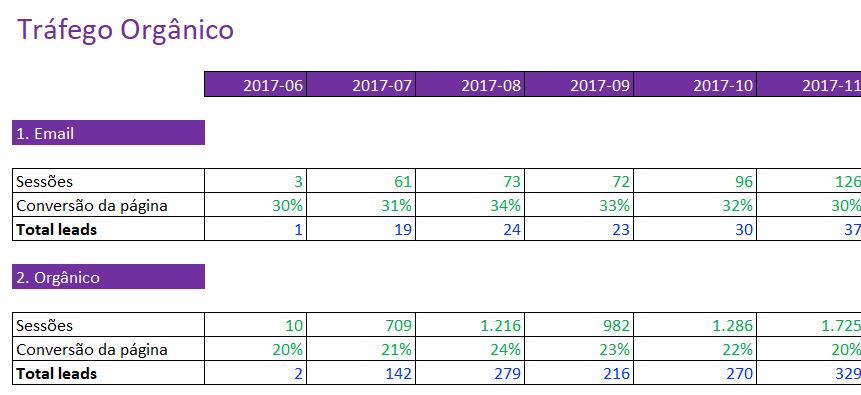 Tráfego Orgânico
2017-06 2017-07 2017-08 2017-09 2017-10 2017-11
1. Email
Sessões 3 61 73 72 96 126
Conversão da página 30% 31% 34% 33% 32% 30%
Total leads 1 19 24 23 30 37
2. Orgânico
Sessões 10 709 1.216 982 1.286 1.725
Conversão da página 20% 21% 24% 23% 22% 20%
Total leads 2 142 279 216 270 329